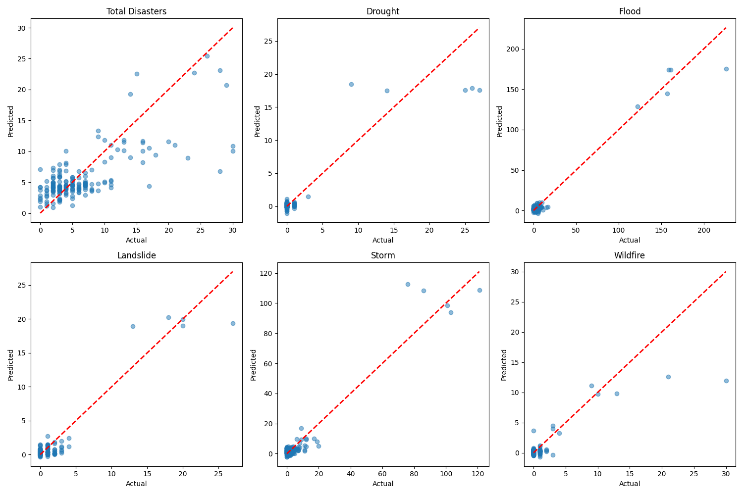 Total Disasters
Predicted
30
25
20
15
10
5
0
0 5 10 15 20 25 30
Actual
Drought
Predicted
25
20
15
10
5
0
0 5 10 15 20 25
Actual
Flood
Predicted
200
150
100
50
0
0 50 100 150 200
Actual
Landslide
Predicted
25
20
15
10
5
0
0 5 10 15 20 25
Actual
Storm
Predicted
120
100
80
60
40
20
0
0 20 40 60 80 100 120
Actual
Wildfire
Predicted
30
25
20
15
10
5
0
0 5 10 15 20 25 30
Actual